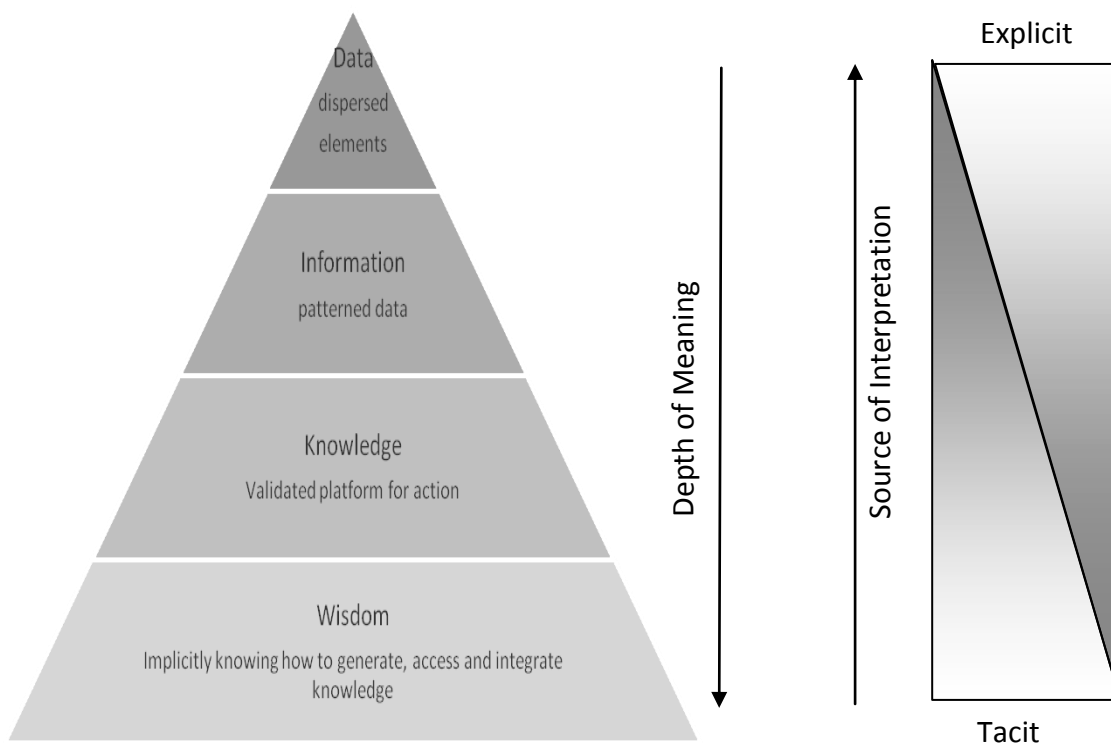 Data
dispersed
elements
Information
patterned data
Knowledge
Validated platform for action
Wisdom
Implicitly knowing how to generate, access and integrate
knowledge
Depth of Meaning
Source of Interpretation
Explicit
Tacit